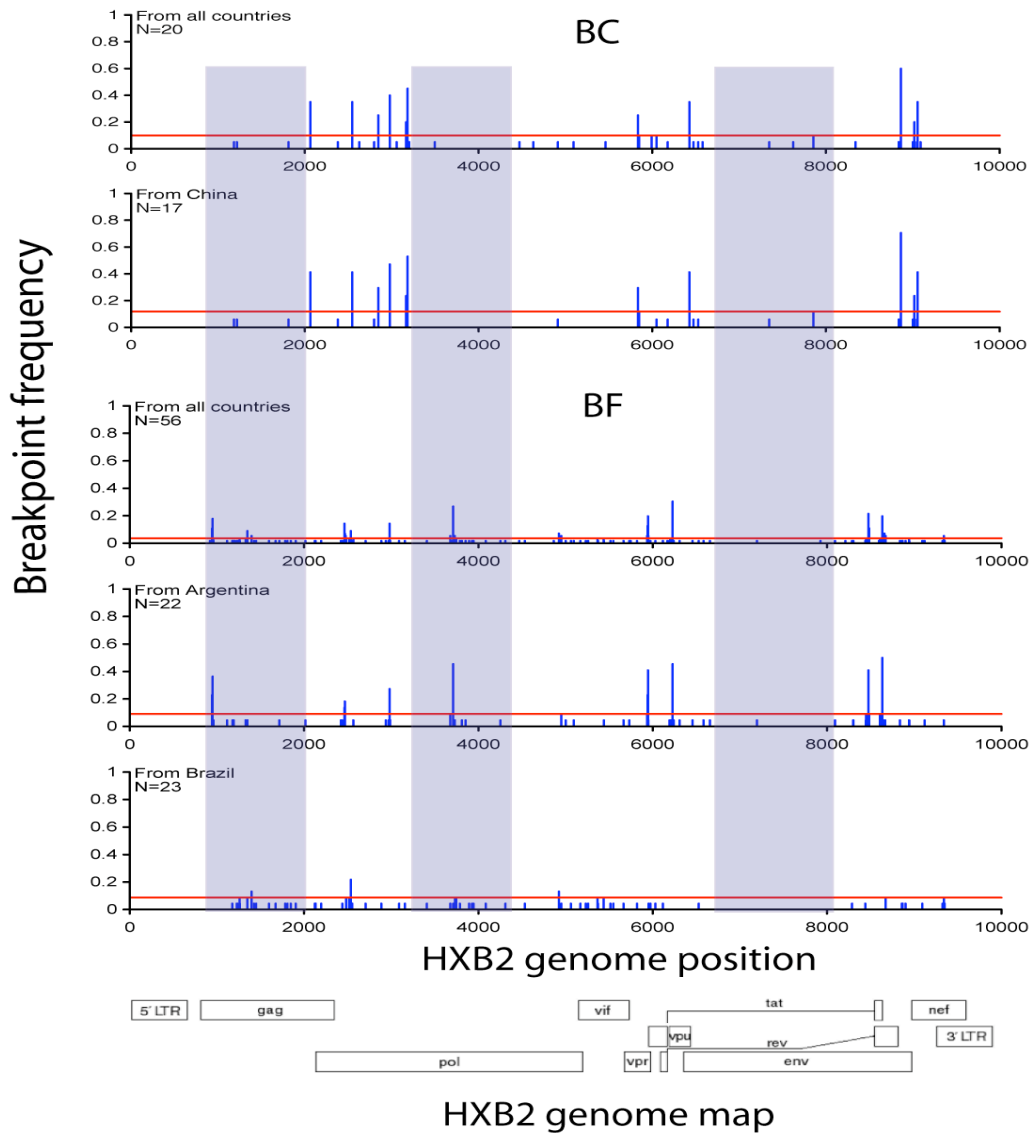 BC
From all countries
N=20
1
0.8
0.6
0.4
0.2
0
0 2000 4000 6000 8000 10000
From China
N=17
1
0.8
0.6
0.4
0.2
0
0 2000 4000 6000 8000 10000
Breakpoint frequency
BF
From all countries
N=56
1
0.8
0.6
0.4
0.2
0
0 2000 4000 6000 8000 10000
From Argentina
N=22
1
0.8
0.6
0.4
0.2
0
0 2000 4000 6000 8000 10000
From Brazil
N=23
1
0.8
0.6
0.4
0.2
0
0 2000 4000 6000 8000 10000
HXB2 genome position
5′ LTR gag vif tat nef
vpu rev 3′ LTR
pol vpr env
HXB2 genome map